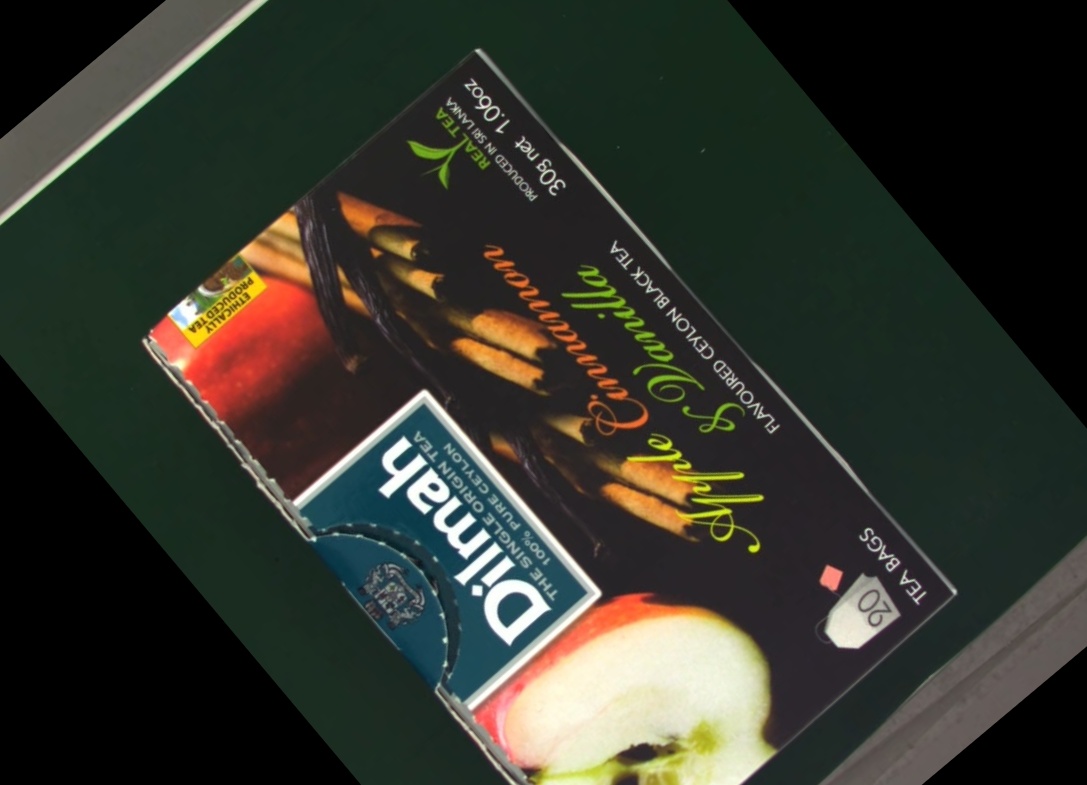 Dilmah
THE SINGLE ORIGIN TEA
100% PURE CEYLON
ETHICALLY
PRODUCED TEA
Apple Cinnamon
& Vanilla
FLAVOURED CEYLON BLACK TEA
20
TEA BAGS
REAL TEA
PRODUCED IN SRI LANKA
30g net 1.06oz